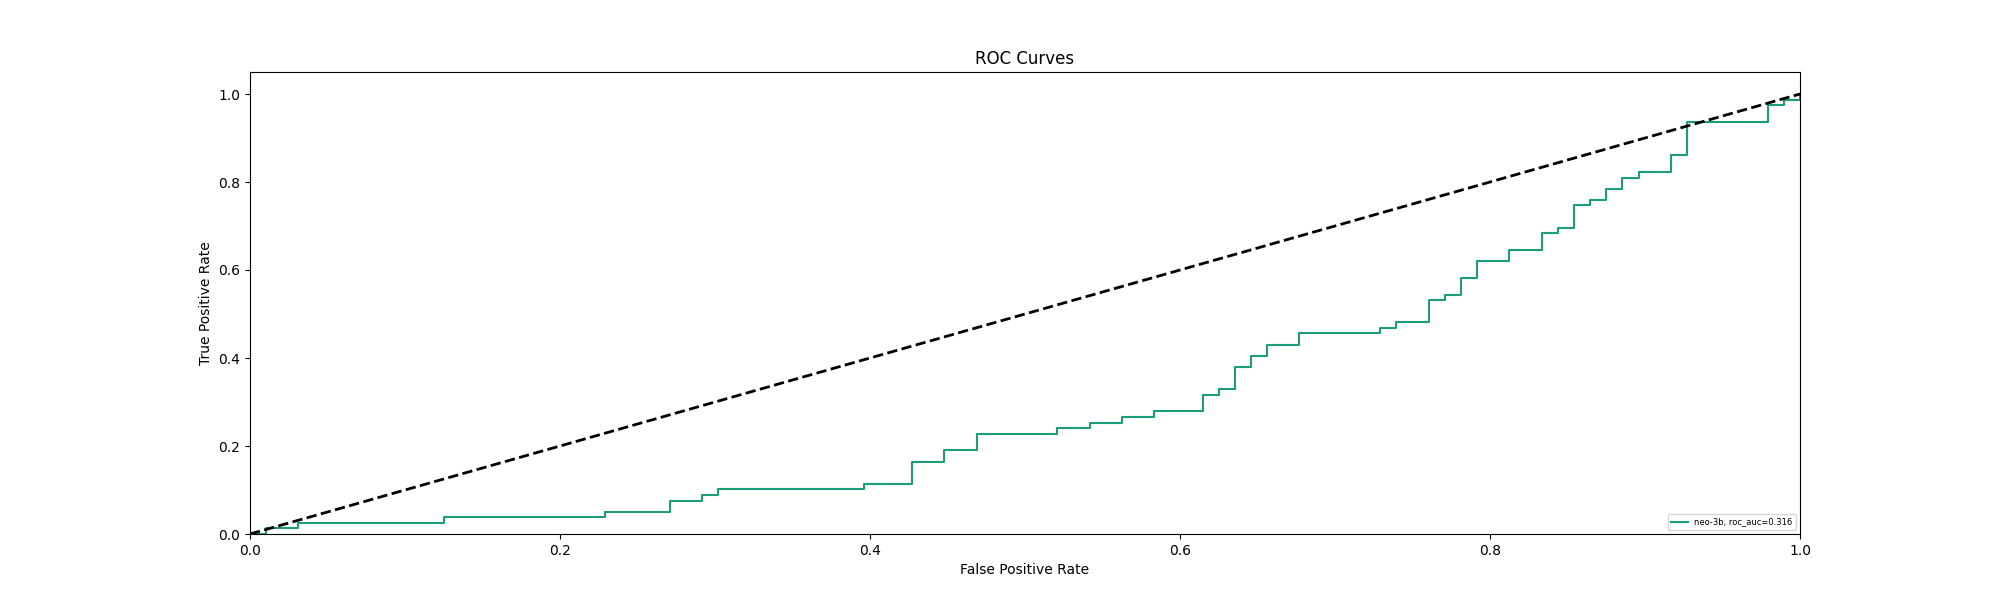 ROC Curves
1.0
0.8
0.6
0.4
0.2
0.0
True Positive Rate
neo-3b, roc_auc=0.316
0.0 0.2 0.4 0.6 0.8 1.0
False Positive Rate